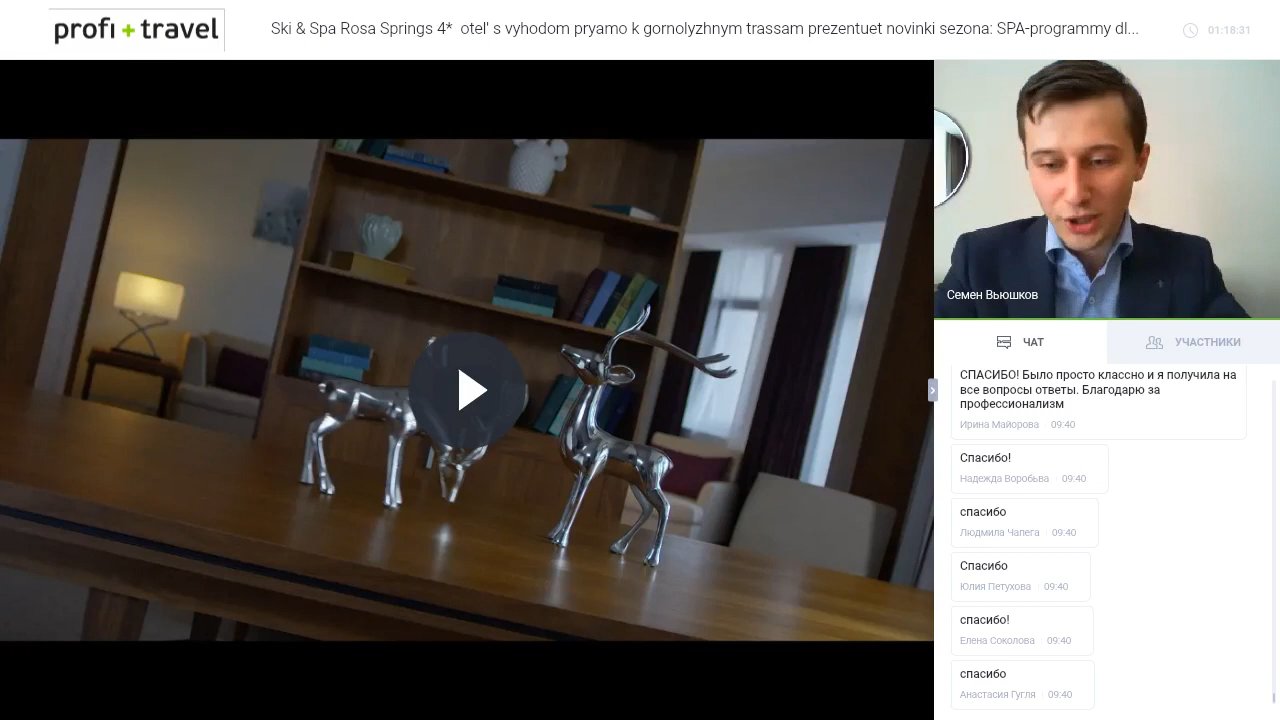 profi + travel
Ski & Spa Rosa Springs 4*  otel' s vyhodom pryamo k gornolyzhnym trassam prezentuet novinki sezona: SPA-programmy dl...
01:18:31
Семен Вьюшков
ЧАТ
УЧАСТНИКИ
СПАСИБО! Было просто классно и я получила на
все вопросы ответы. Благодарю за
профессионализм
Ирина Майорова 09:40
Спасибо!
Надежда Воробьва 09:40
спасибо
Людмила Чапега 09:40
Спасибо
Юлия Петухова 09:40
спасибо!
Елена Соколова 09:40
спасибо
Анастасия Гугля 09:40